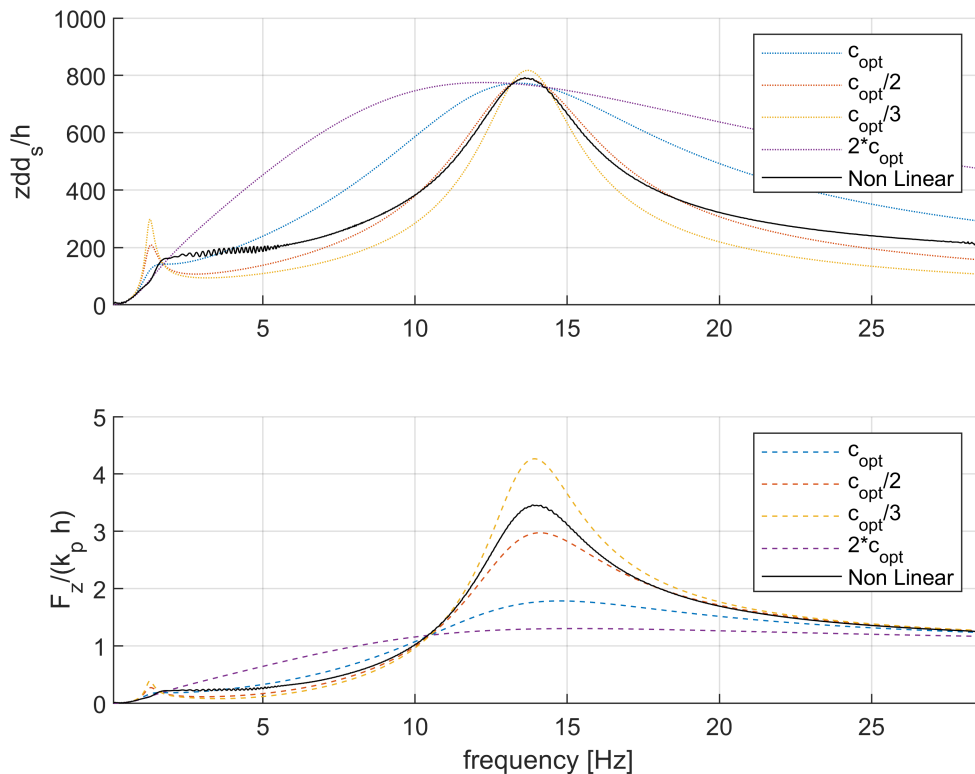 1000
800
600
400
200
0
zdd_s/h
5 10 15 20 25
c_opt
c_opt/2
c_opt/3
2*c_opt
Non Linear
5
4
3
2
1
0
F_z/(k_p h)
5 10 15 20 25
c_opt
c_opt/2
c_opt/3
2*c_opt
Non Linear
frequency [Hz]